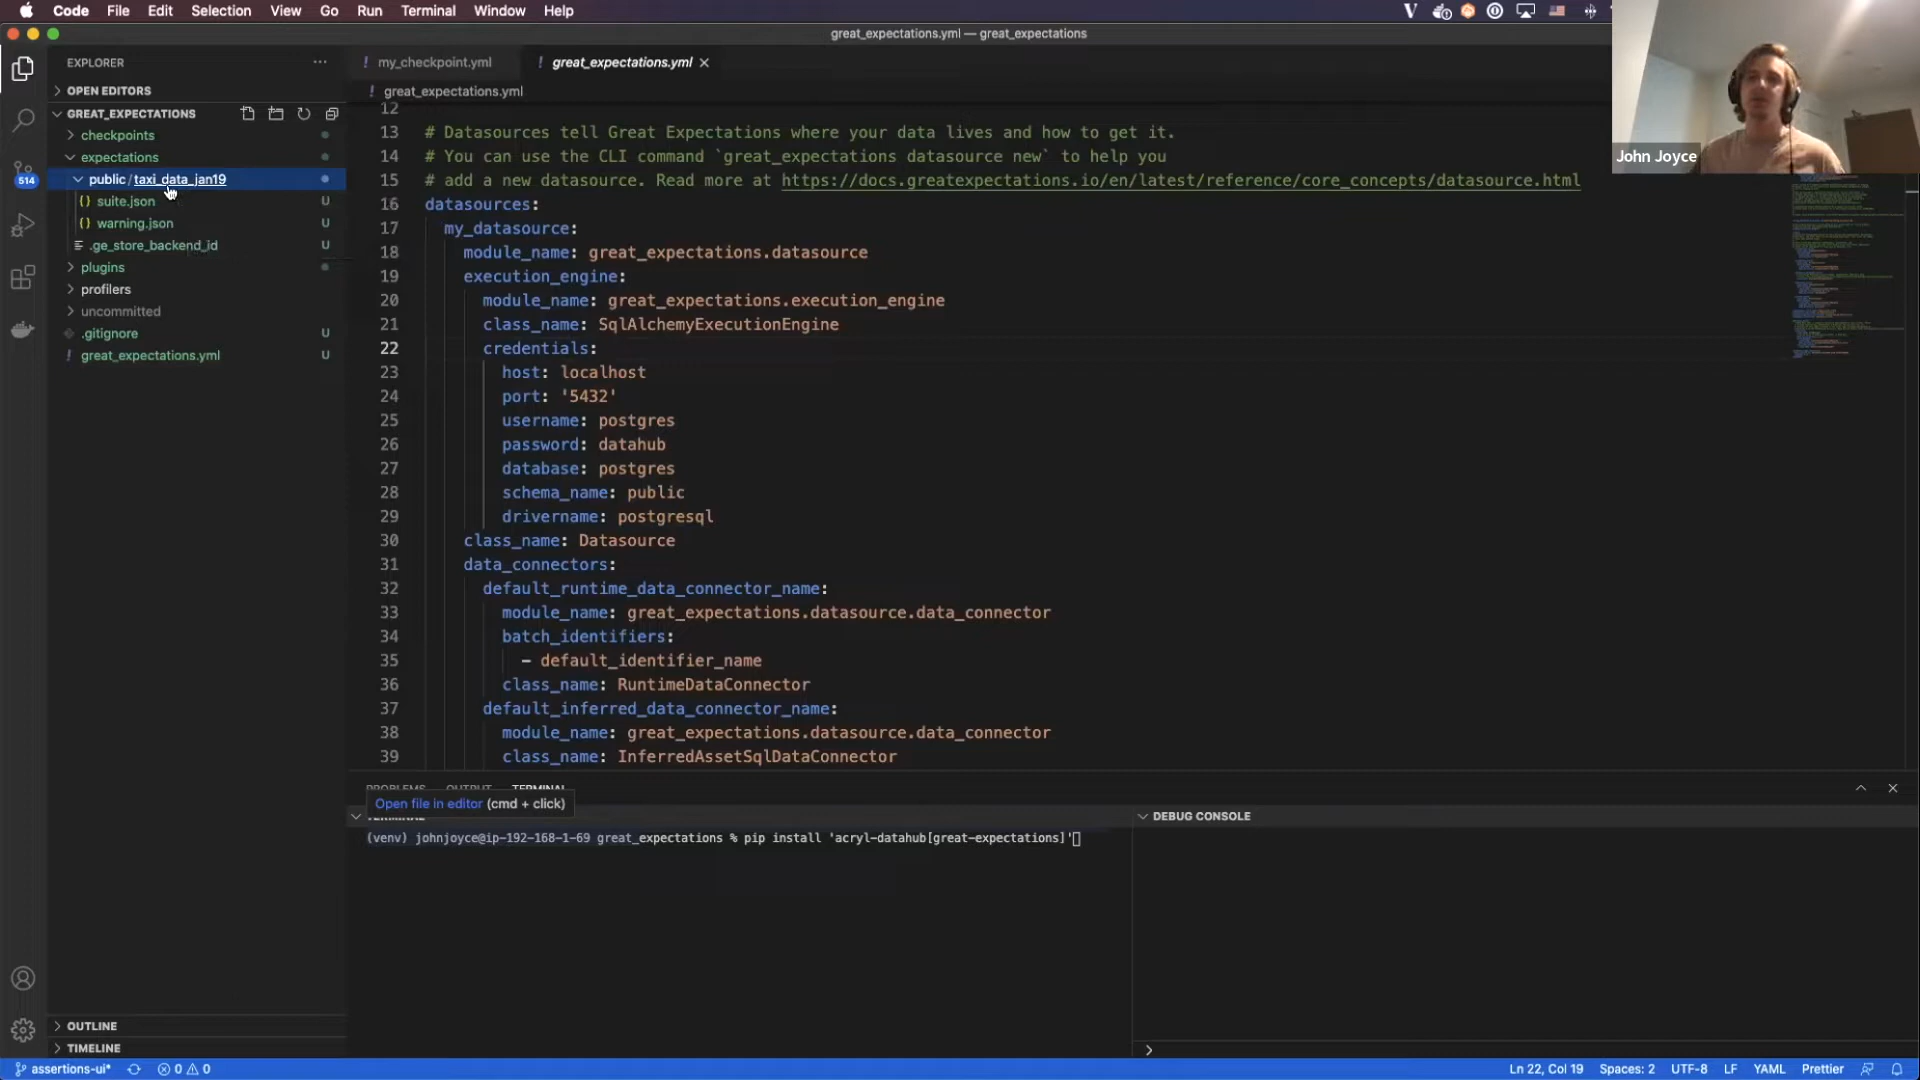 Code File Edit Selection View Go Run Terminal Window Help
great_expectations.yml — great_expectations
EXPLORER
my_checkpoint.yml
great_expectations.yml
OPEN EDITORS
great_expectations.yml
GREAT_EXPECTATIONS
checkpoints
expectations
public / taxi_data_jan19
suite.json U
warning.json U
.ge_store_backend_id U
plugins
profilers
uncommitted
.gitignore U
great_expectations.yml U
514
12
13 # Datasources tell Great Expectations where your data lives and how to get it.
14 # You can use the CLI command `great_expectations datasource new` to help you
15 # add a new datasource. Read more at https://docs.greatexpectations.io/en/latest/reference/core_concepts/datasource.html
16 datasources:
17 my_datasource:
18 module_name: great_expectations.datasource
19 execution_engine:
20 module_name: great_expectations.execution_engine
21 class_name: SqlAlchemyExecutionEngine
22 credentials:
23 host: localhost
24 port: '5432'
25 username: postgres
26 password: datahub
27 database: postgres
28 schema_name: public
29 drivername: postgresql
30 class_name: Datasource
31 data_connectors:
32 default_runtime_data_connector_name:
33 module_name: great_expectations.datasource.data_connector
34 batch_identifiers:
35 - default_identifier_name
36 class_name: RuntimeDataConnector
37 default_inferred_data_connector_name:
38 module_name: great_expectations.datasource.data_connector
39 class_name: InferredAssetSqlDataConnector
John Joyce
PROBLEMS OUTPUT TERMINAL
Open file in editor (cmd + click)
TERMINAL
(venv) johnjoyce@ip-192-168-1-69 great_expectations % pip install 'acryl-datahub[great-expectations]'
DEBUG CONSOLE
OUTLINE
TIMELINE
assertions-ui* 0 0 Ln 22, Col 19 Spaces: 2 UTF-8 LF YAML Prettier